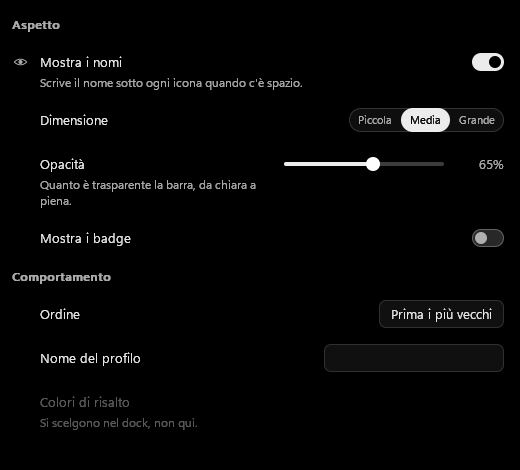 Aspetto
Mostra i nomi
Scrive il nome sotto ogni icona quando c'è spazio.
Dimensione
Piccola Media Grande
Opacità
65%
Quanto è trasparente la barra, da chiara a
piena.
Mostra i badge
Comportamento
Ordine
Prima i più vecchi
Nome del profilo
Colori di risalto
Si scelgono nel dock, non qui.